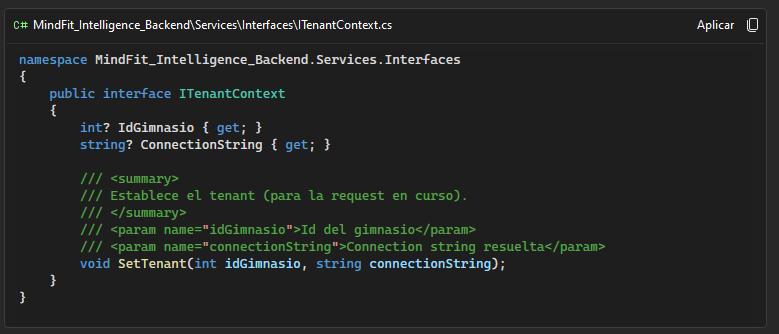 C# MindFit_Intelligence_Backend\Services\Interfaces\ITenantContext.cs Aplicar
namespace MindFit_Intelligence_Backend.Services.Interfaces
{
    public interface ITenantContext
    {
        int? IdGimnasio { get; }
        string? ConnectionString { get; }

        /// <summary>
        /// Establece el tenant (para la request en curso).
        /// </summary>
        /// <param name="idGimnasio">Id del gimnasio</param>
        /// <param name="connectionString">Connection string resuelta</param>
        void SetTenant(int idGimnasio, string connectionString);
    }
}